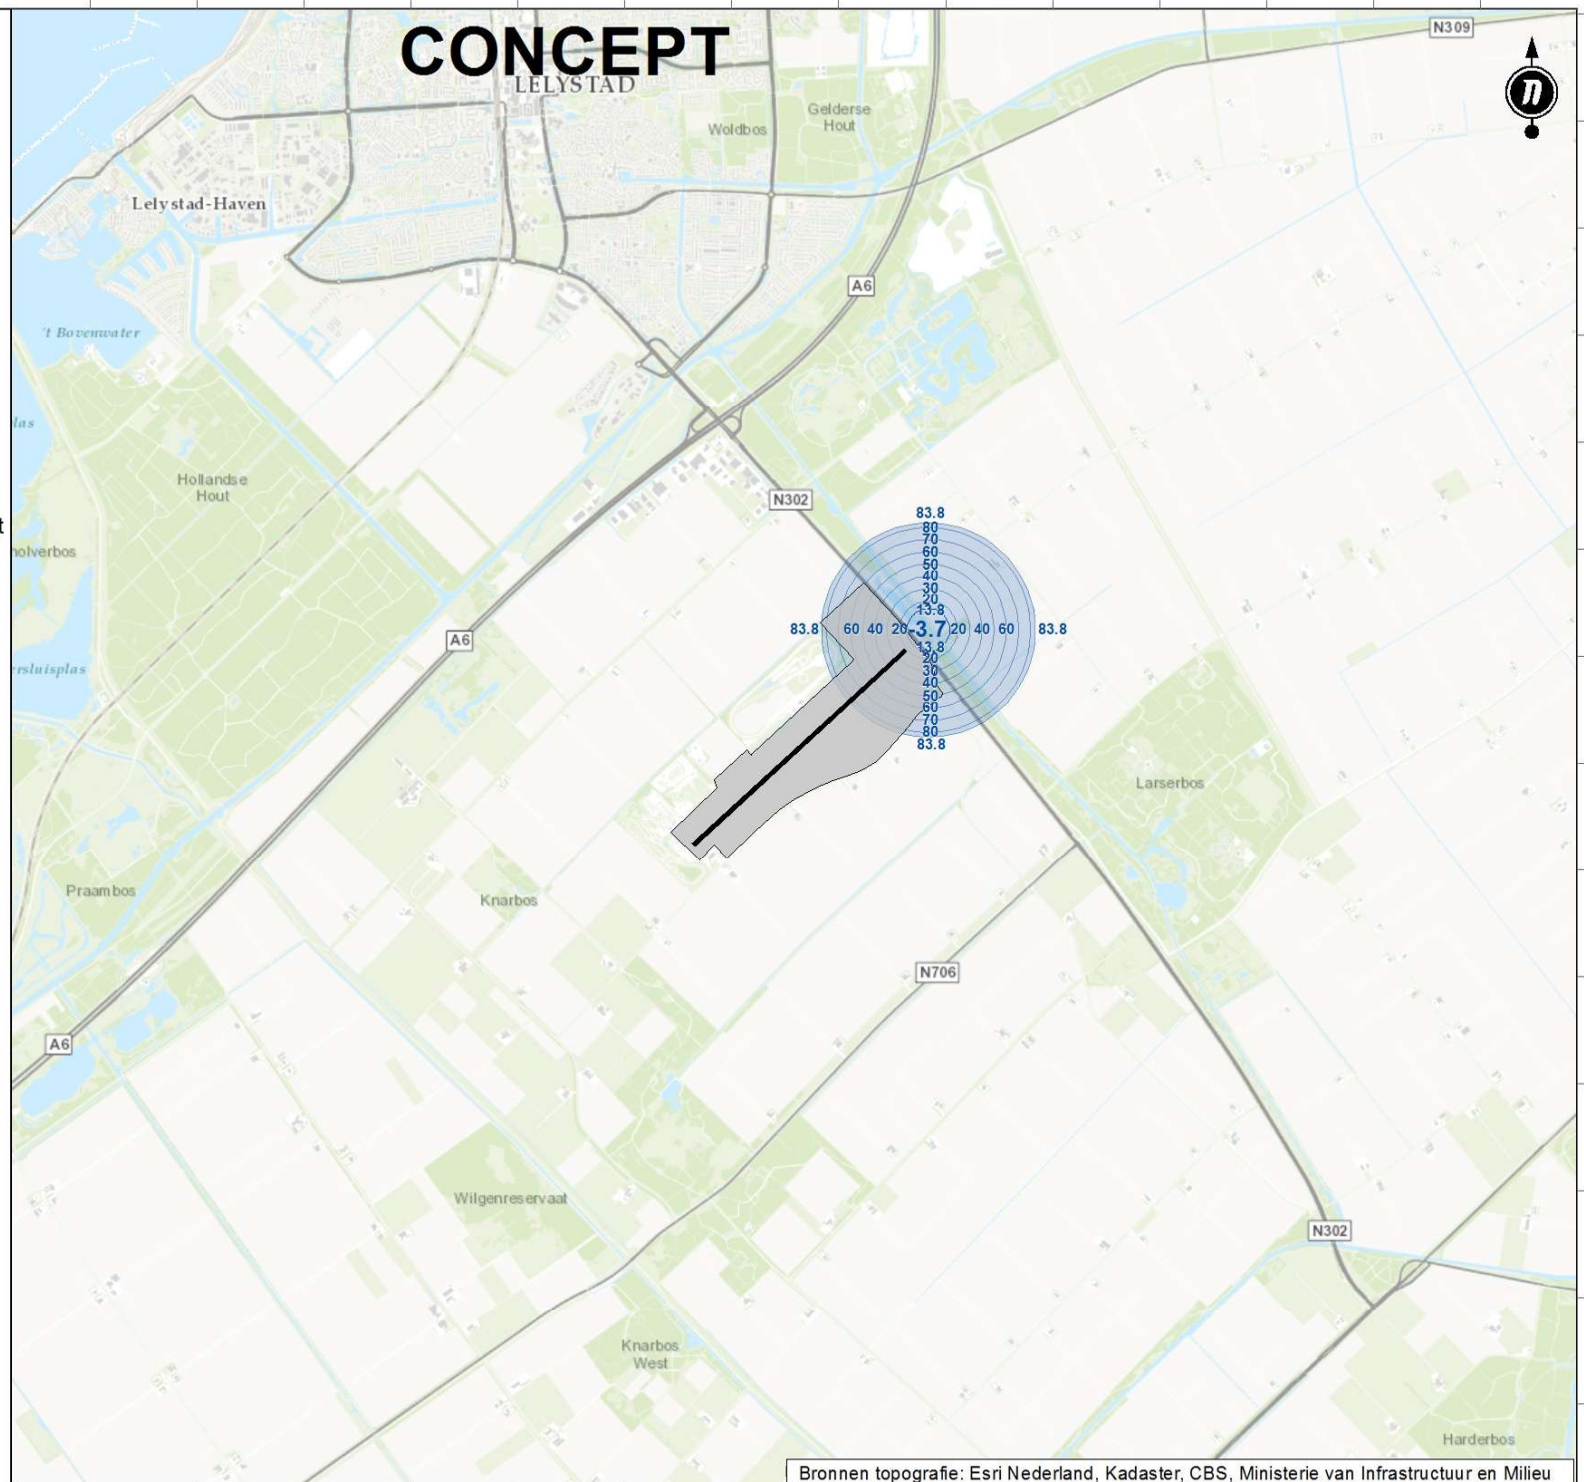 N309
CONCEPT
LELYSTAD
n
Gelderse
Hout
Woldbos
Lelystad-Haven
A6
't Bovenwater
las
Hollandse
Hout
N302
83.8
80
70
60
50
40
30
20
13.8
83.8 60 40 20 -3.7 20 40 60 83.8
13.8
20
30
40
50
60
70
80
83.8
t
holverbos
A6
ersluisplas
Larserbos
Praambos
Knarbos
N706
A6
Wilgenreservaat
N302
Knarbos
West
Harderbos
Bronnen topografie: Esri Nederland, Kadaster, CBS, Ministerie van Infrastructuur en Milieu